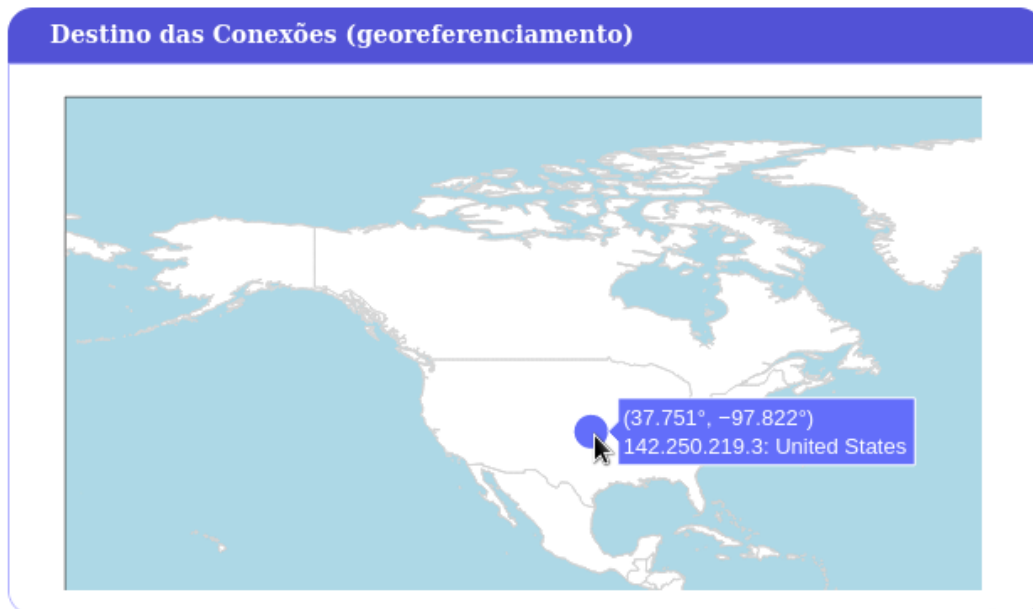 Destino das Conexões (georeferenciamento)
(37.751°, −97.822°)
142.250.219.3: United States